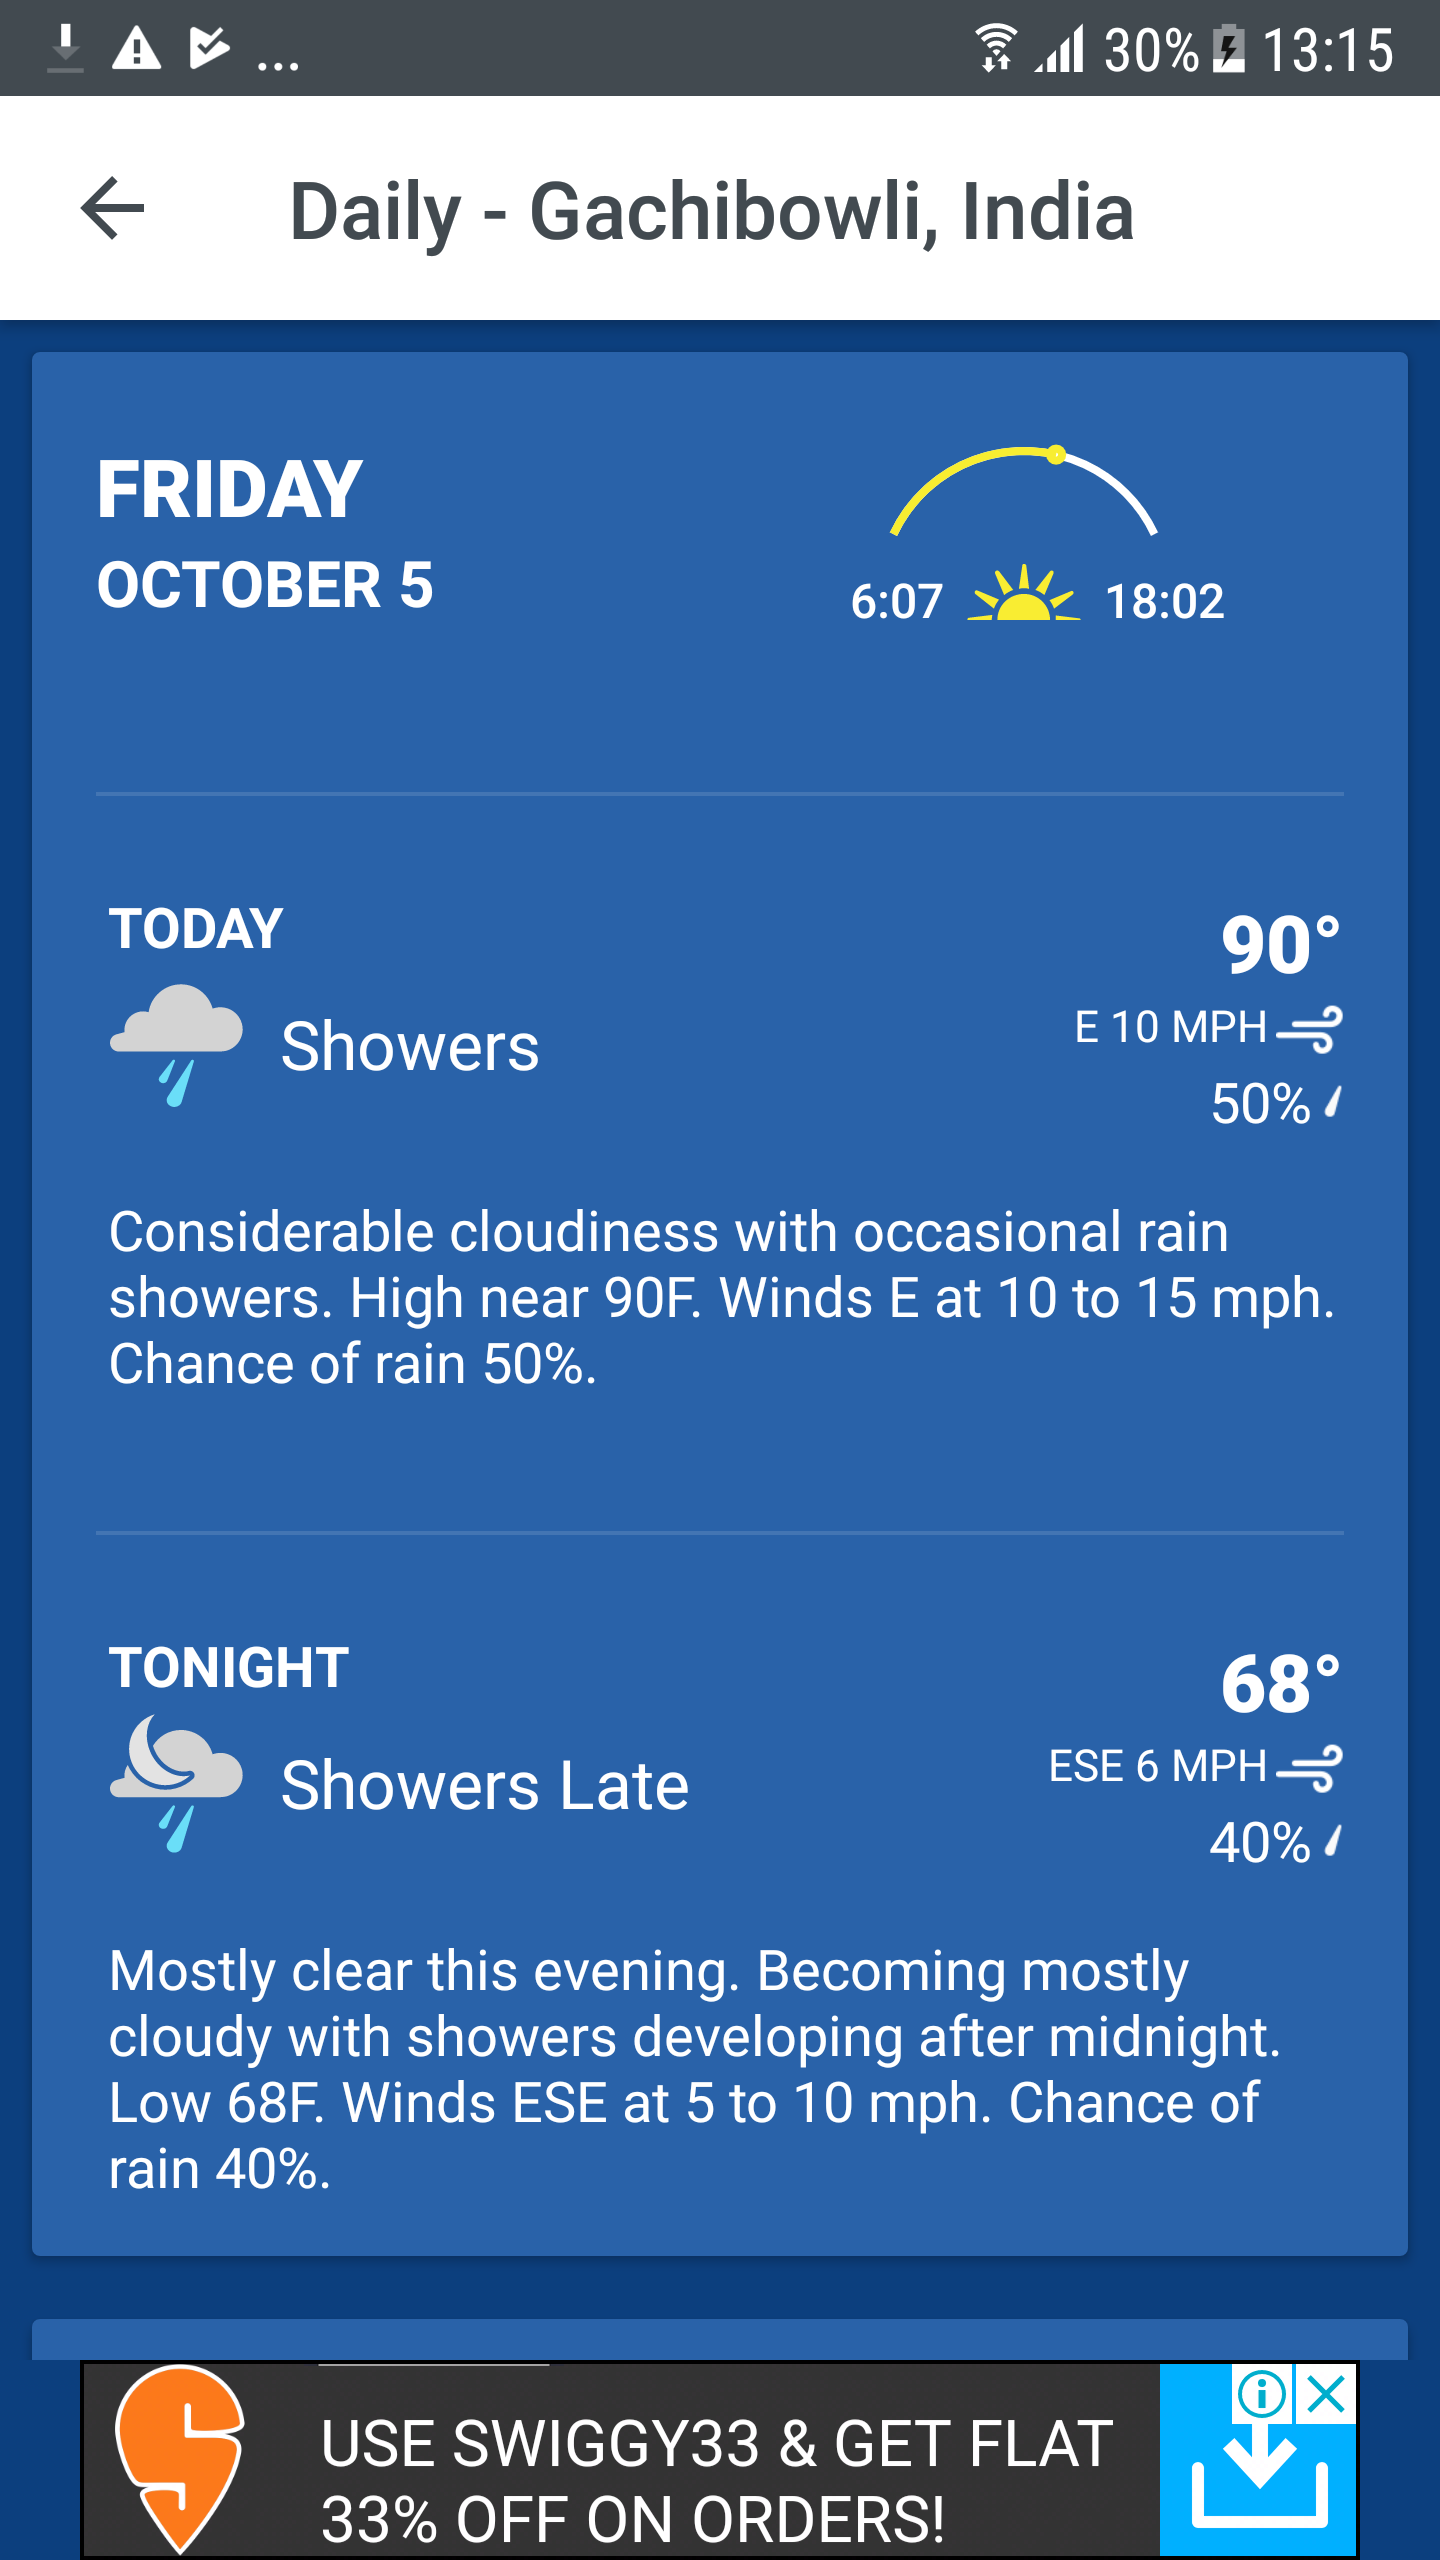 ... 30% 13:15
Daily - Gachibowli, India
FRIDAY
OCTOBER 5
6:07 18:02
TODAY
90°
Showers
E 10 MPH
50%
Considerable cloudiness with occasional rain
showers. High near 90F. Winds E at 10 to 15 mph.
Chance of rain 50%.
TONIGHT
68°
Showers Late
ESE 6 MPH
40%
Mostly clear this evening. Becoming mostly
cloudy with showers developing after midnight.
Low 68F. Winds ESE at 5 to 10 mph. Chance of
rain 40%.
USE SWIGGY33 & GET FLAT
33% OFF ON ORDERS!